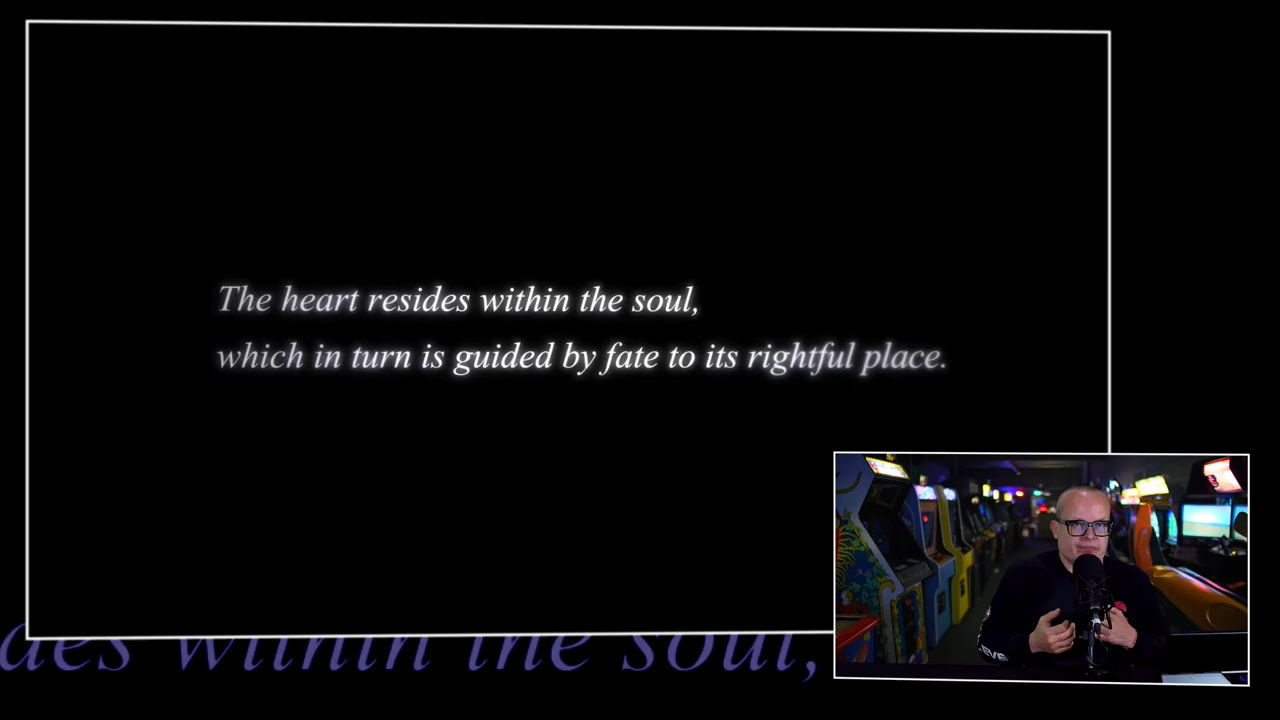 The heart resides within the soul,
which in turn is guided by fate to its rightful place.
des within the soul,